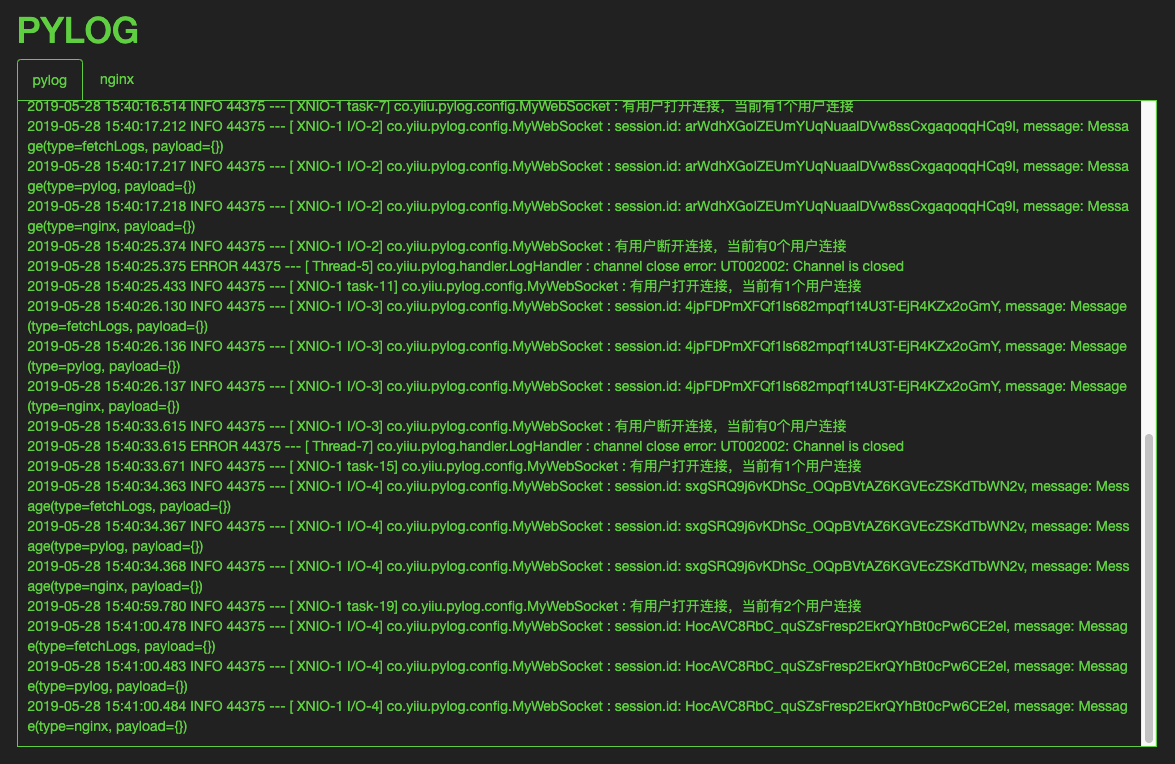 PYLOG
pylog
nginx
2019-05-28 15:40:16.514 INFO 44375 --- [ XNIO-1 task-7] co.yiiu.pylog.config.MyWebSocket : 有用户打开连接，当前有1个用户连接
2019-05-28 15:40:17.212 INFO 44375 --- [ XNIO-1 I/O-2] co.yiiu.pylog.config.MyWebSocket : session.id: arWdhXGolZEUmYUqNuaalDVw8ssCxgaqoqqHCq9I, message: Messa
ge(type=fetchLogs, payload={})
2019-05-28 15:40:17.217 INFO 44375 --- [ XNIO-1 I/O-2] co.yiiu.pylog.config.MyWebSocket : session.id: arWdhXGolZEUmYUqNuaalDVw8ssCxgaqoqqHCq9I, message: Messa
ge(type=pylog, payload={})
2019-05-28 15:40:17.218 INFO 44375 --- [ XNIO-1 I/O-2] co.yiiu.pylog.config.MyWebSocket : session.id: arWdhXGolZEUmYUqNuaalDVw8ssCxgaqoqqHCq9I, message: Messa
ge(type=nginx, payload={})
2019-05-28 15:40:25.374 INFO 44375 --- [ XNIO-1 I/O-2] co.yiiu.pylog.config.MyWebSocket : 有用户断开连接，当前有0个用户连接
2019-05-28 15:40:25.375 ERROR 44375 --- [ Thread-5] co.yiiu.pylog.handler.LogHandler : channel close error: UT002002: Channel is closed
2019-05-28 15:40:25.433 INFO 44375 --- [ XNIO-1 task-11] co.yiiu.pylog.config.MyWebSocket : 有用户打开连接，当前有1个用户连接
2019-05-28 15:40:26.130 INFO 44375 --- [ XNIO-1 I/O-3] co.yiiu.pylog.config.MyWebSocket : session.id: 4jpFDPmXFQf1Is682mpqf1t4U3T-EjR4KZx2oGmY, message: Message
(type=fetchLogs, payload={})
2019-05-28 15:40:26.136 INFO 44375 --- [ XNIO-1 I/O-3] co.yiiu.pylog.config.MyWebSocket : session.id: 4jpFDPmXFQf1Is682mpqf1t4U3T-EjR4KZx2oGmY, message: Message
(type=pylog, payload={})
2019-05-28 15:40:26.137 INFO 44375 --- [ XNIO-1 I/O-3] co.yiiu.pylog.config.MyWebSocket : session.id: 4jpFDPmXFQf1Is682mpqf1t4U3T-EjR4KZx2oGmY, message: Message
(type=nginx, payload={})
2019-05-28 15:40:33.615 INFO 44375 --- [ XNIO-1 I/O-3] co.yiiu.pylog.config.MyWebSocket : 有用户断开连接，当前有0个用户连接
2019-05-28 15:40:33.615 ERROR 44375 --- [ Thread-7] co.yiiu.pylog.handler.LogHandler : channel close error: UT002002: Channel is closed
2019-05-28 15:40:33.671 INFO 44375 --- [ XNIO-1 task-15] co.yiiu.pylog.config.MyWebSocket : 有用户打开连接，当前有1个用户连接
2019-05-28 15:40:34.363 INFO 44375 --- [ XNIO-1 I/O-4] co.yiiu.pylog.config.MyWebSocket : session.id: sxgSRQ9j6vKDhSc_OQpBVtAZ6KGVEcZSKdTbWN2v, message: Mess
age(type=fetchLogs, payload={})
2019-05-28 15:40:34.367 INFO 44375 --- [ XNIO-1 I/O-4] co.yiiu.pylog.config.MyWebSocket : session.id: sxgSRQ9j6vKDhSc_OQpBVtAZ6KGVEcZSKdTbWN2v, message: Mess
age(type=pylog, payload={})
2019-05-28 15:40:34.368 INFO 44375 --- [ XNIO-1 I/O-4] co.yiiu.pylog.config.MyWebSocket : session.id: sxgSRQ9j6vKDhSc_OQpBVtAZ6KGVEcZSKdTbWN2v, message: Mess
age(type=nginx, payload={})
2019-05-28 15:40:59.780 INFO 44375 --- [ XNIO-1 task-19] co.yiiu.pylog.config.MyWebSocket : 有用户打开连接，当前有2个用户连接
2019-05-28 15:41:00.478 INFO 44375 --- [ XNIO-1 I/O-4] co.yiiu.pylog.config.MyWebSocket : session.id: HocAVC8RbC_quSZsFresp2EkrQYhBt0cPw6CE2el, message: Messag
e(type=fetchLogs, payload={})
2019-05-28 15:41:00.483 INFO 44375 --- [ XNIO-1 I/O-4] co.yiiu.pylog.config.MyWebSocket : session.id: HocAVC8RbC_quSZsFresp2EkrQYhBt0cPw6CE2el, message: Messag
e(type=pylog, payload={})
2019-05-28 15:41:00.484 INFO 44375 --- [ XNIO-1 I/O-4] co.yiiu.pylog.config.MyWebSocket : session.id: HocAVC8RbC_quSZsFresp2EkrQYhBt0cPw6CE2el, message: Messag
e(type=nginx, payload={})